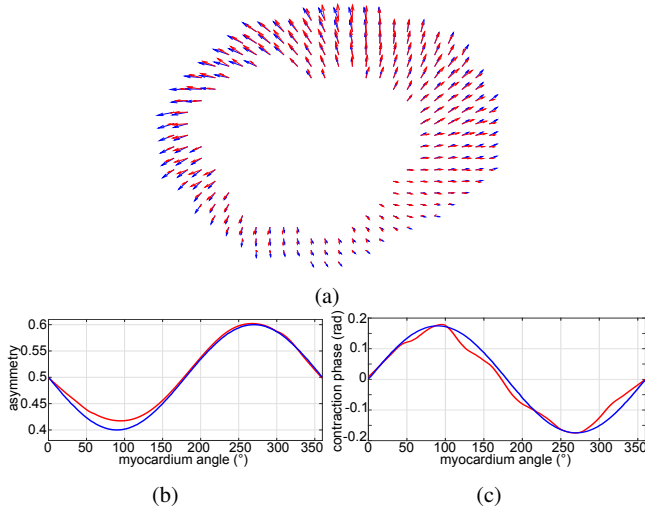 (a)
asymmetry
0.6
0.55
0.5
0.45
0.4
0 50 100 150 200 250 300 350
myocardium angle (°)
(b)
contraction phase (rad)
0.2
0.1
0
-0.1
-0.2
0 50 100 150 200 250 300 350
myocardium angle (°)
(c)